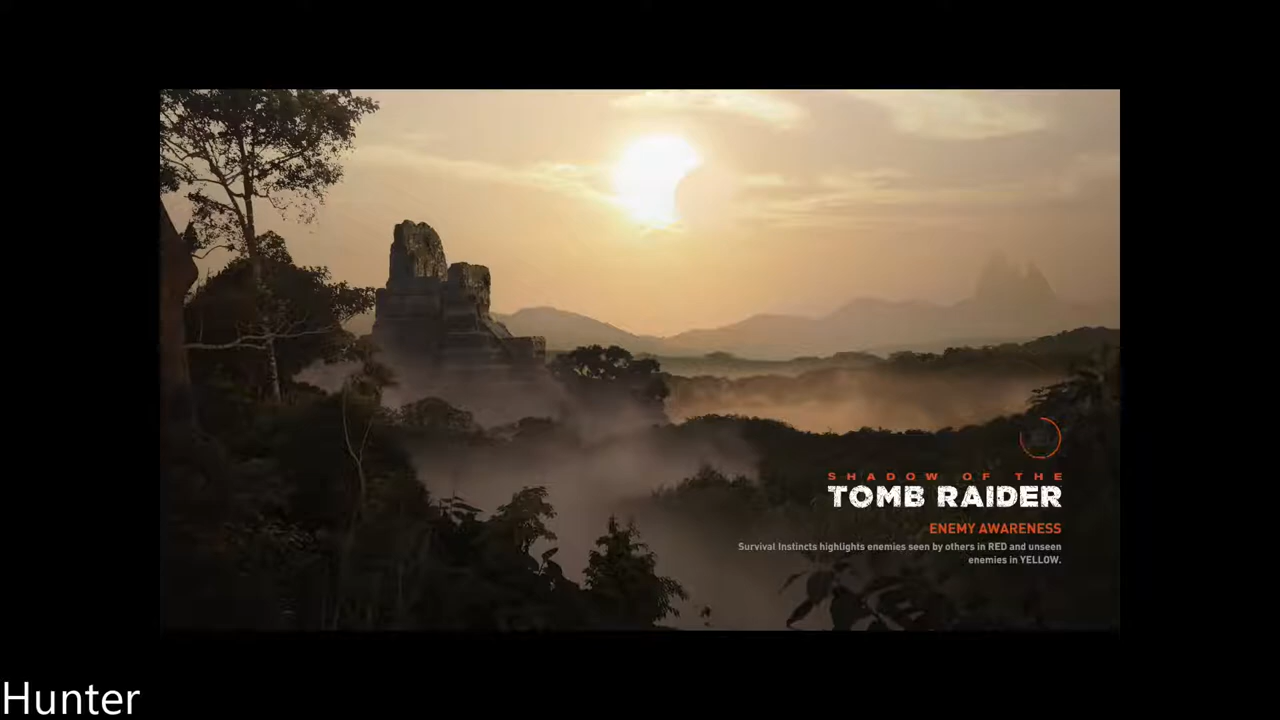 SHADOW OF THE
TOMB RAIDER
ENEMY AWARENESS
Survival Instincts highlights enemies seen by others in RED and unseen
enemies in YELLOW.
Hunter